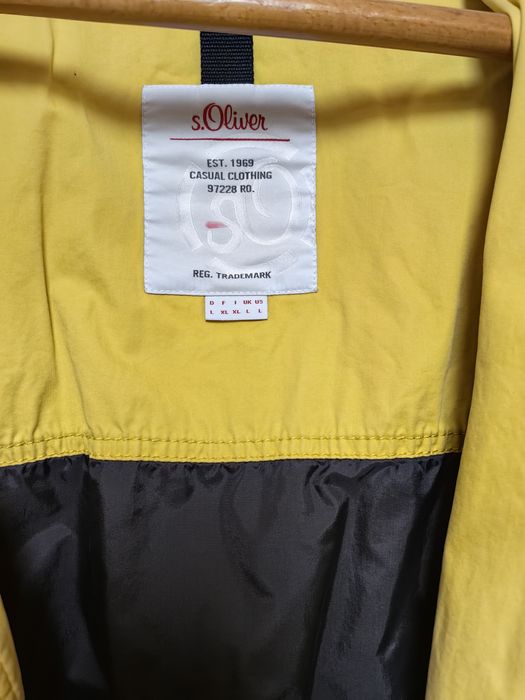 s.Oliver
EST. 1969
CASUAL CLOTHING
97228 RO.
REG. TRADEMARK
D F I UK US
L XL XL L L